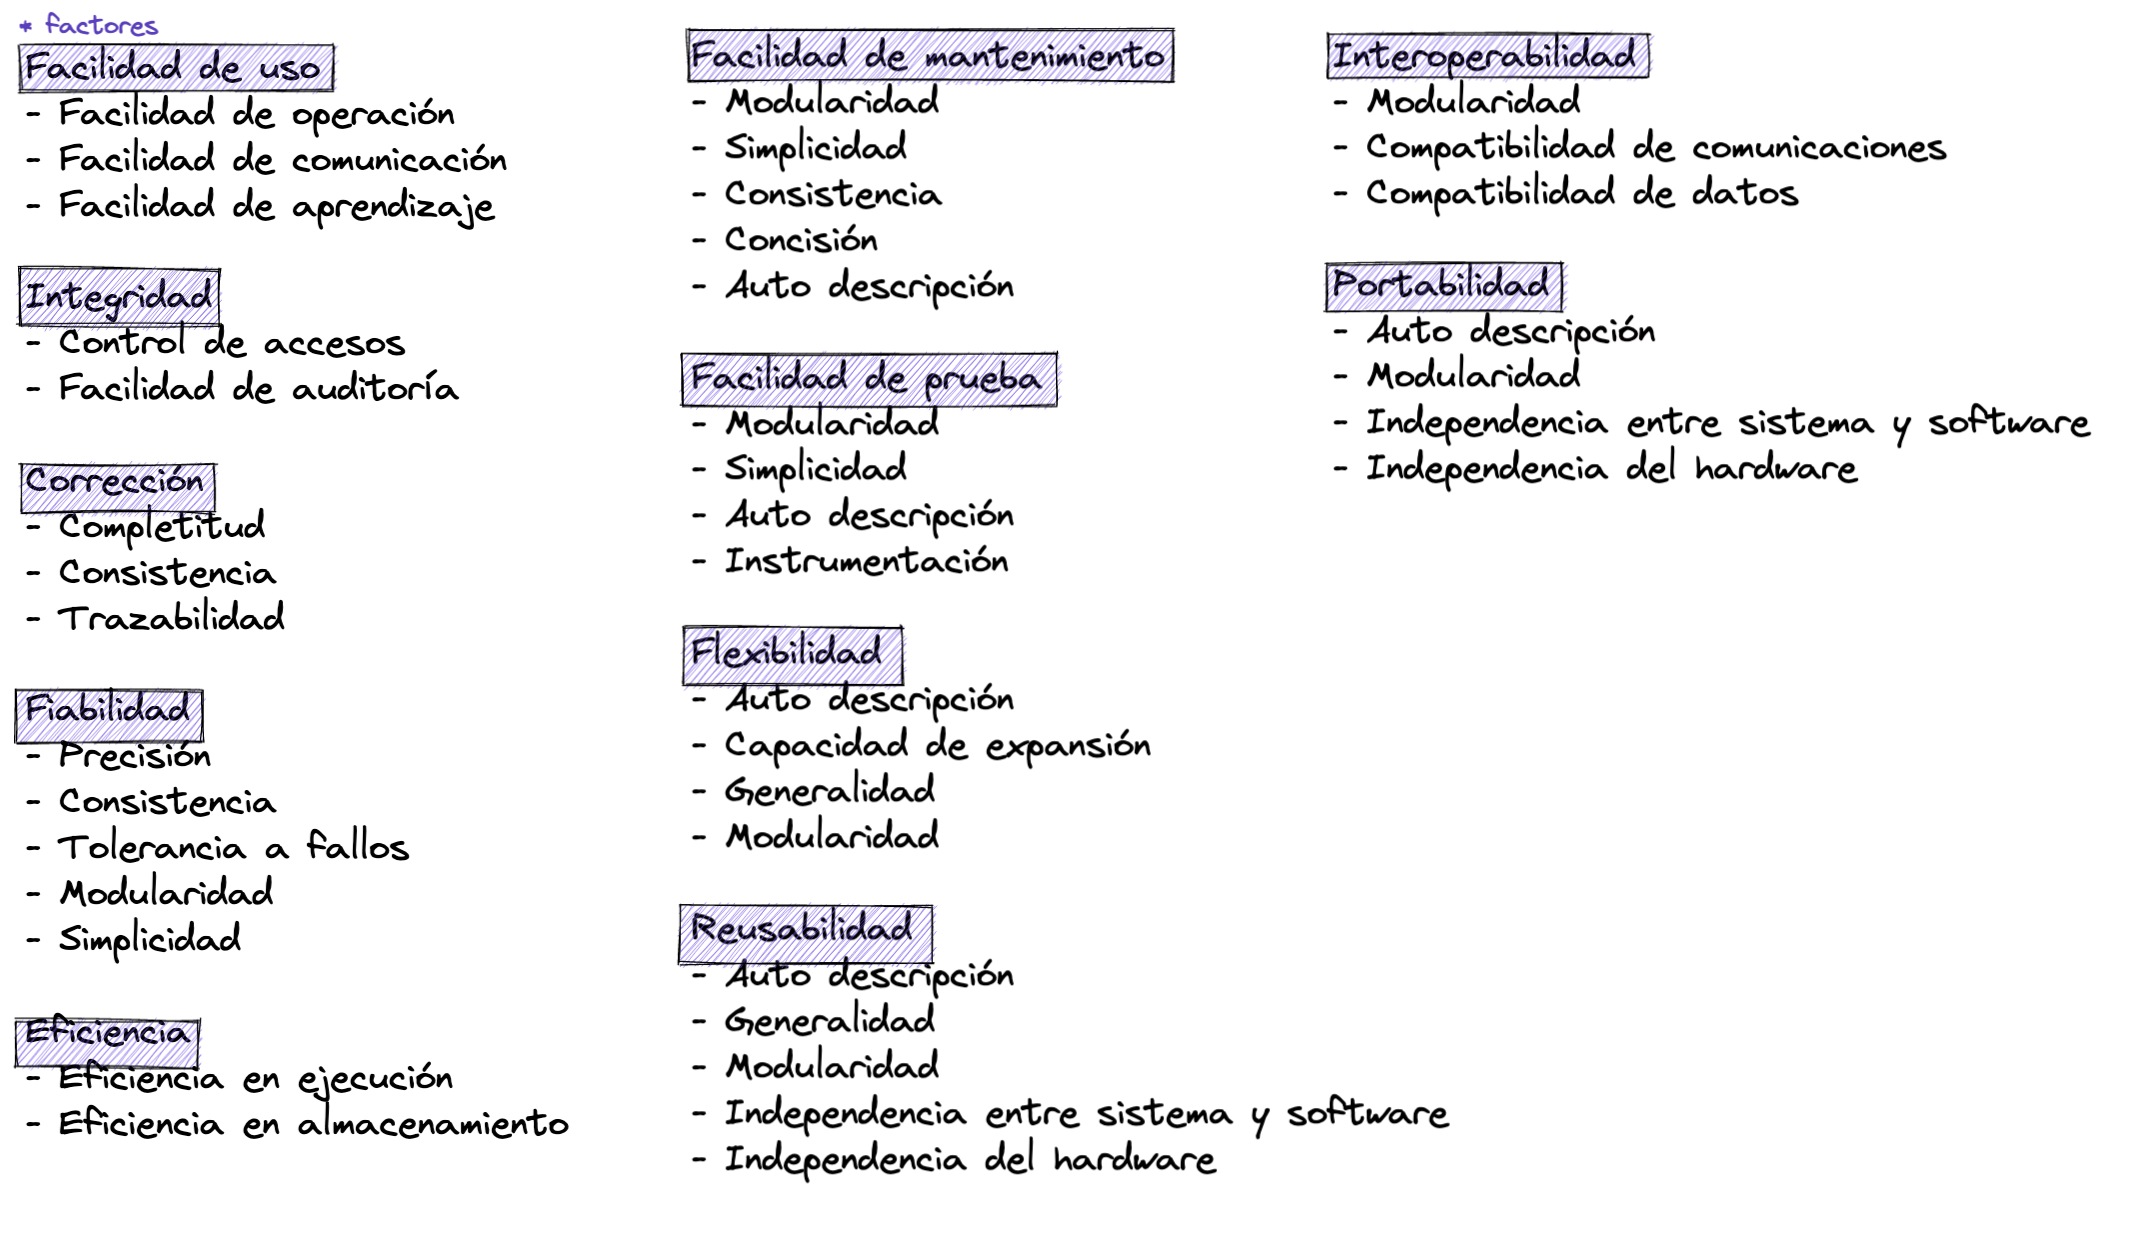 * factores
Facilidad de uso
- Facilidad de operación
- Facilidad de comunicación
- Facilidad de aprendizaje
Integridad
- Control de accesos
- Facilidad de auditoría
Corrección
- Completitud
- Consistencia
- Trazabilidad
Fiabilidad
- Precisión
- Consistencia
- Tolerancia a fallos
- Modularidad
- Simplicidad
Eficiencia
- Eficiencia en ejecución
- Eficiencia en almacenamiento
Facilidad de mantenimiento
- Modularidad
- Simplicidad
- Consistencia
- Concisión
- Auto descripción
Facilidad de prueba
- Modularidad
- Simplicidad
- Auto descripción
- Instrumentación
Flexibilidad
- Auto descripción
- Capacidad de expansión
- Generalidad
- Modularidad
Reusabilidad
- Auto descripción
- Generalidad
- Modularidad
- Independencia entre sistema y software
- Independencia del hardware
Interoperabilidad
- Modularidad
- Compatibilidad de comunicaciones
- Compatibilidad de datos
Portabilidad
- Auto descripción
- Modularidad
- Independencia entre sistema y software
- Independencia del hardware